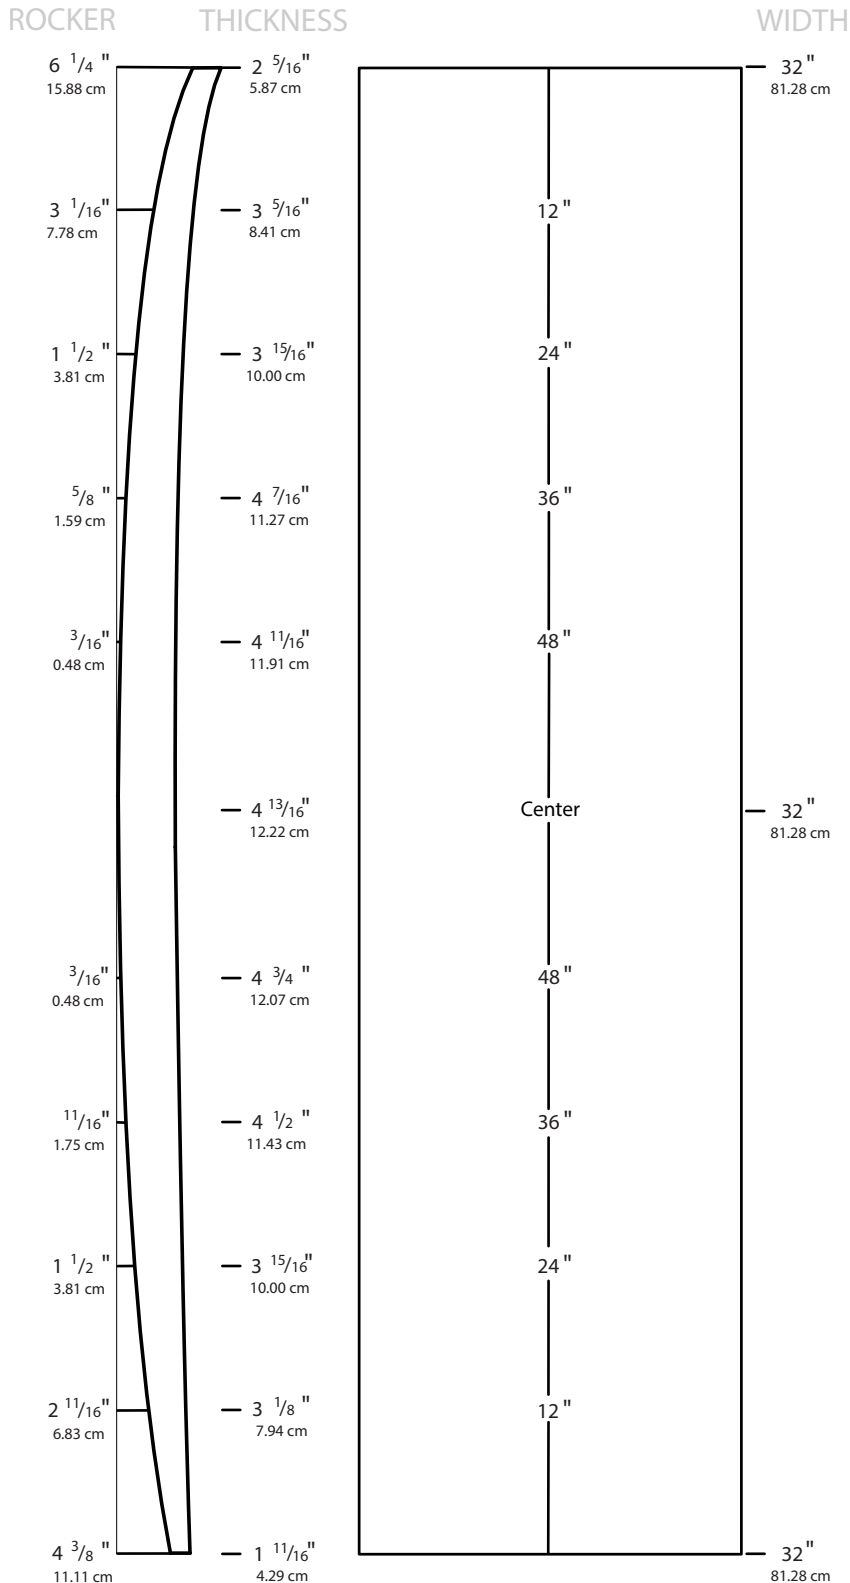 ROCKER THICKNESS WIDTH
6 1/4 " 2 5/16" 32"
15.88 cm 5.87 cm 81.28 cm
3 1/16" 3 5/16" 12"
7.78 cm 8.41 cm
1 1/2 " 3 15/16" 24"
3.81 cm 10.00 cm
5/8 " 4 7/16" 36"
1.59 cm 11.27 cm
3/16" 4 11/16" 48"
0.48 cm 11.91 cm
4 13/16" Center 32"
12.22 cm 81.28 cm
3/16" 4 3/4 " 48"
0.48 cm 12.07 cm
11/16" 4 1/2 " 36"
1.75 cm 11.43 cm
1 1/2 " 3 15/16" 24"
3.81 cm 10.00 cm
2 11/16" 3 1/8 " 12"
6.83 cm 7.94 cm
4 3/8 " 1 11/16" 32"
11.11 cm 4.29 cm 81.28 cm